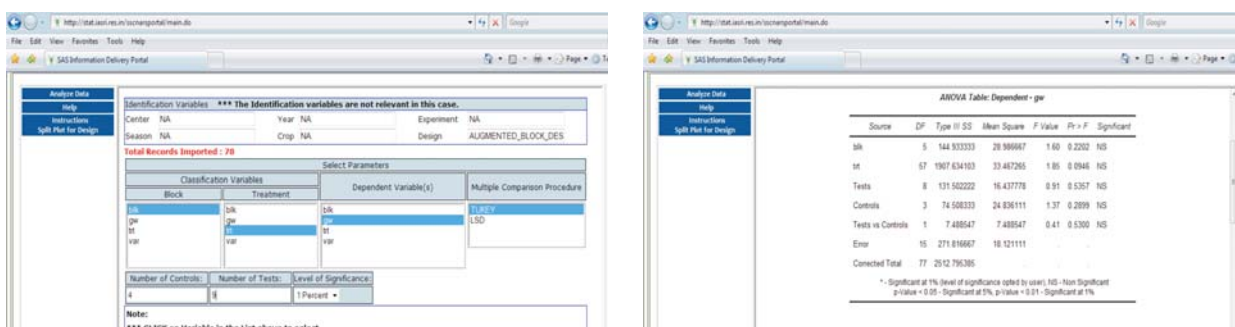 http://stat.iasri.res.in/sscnarsportal/main.do
Google
File Edit View Favorites Tools Help
SAS Information Delivery Portal
Page
Analyze Data
Help
Instructions
Split Plot for Design
Identification Variables *** The Identification variables are not relevant in this case.
Center NA Year NA Experiment NA
Season NA Crop NA Design AUGMENTED_BLOCK_DES
Total Records Imported : 78
Select Parameters
Classification Variables Dependent Variable(s) Multiple Comparison Procedure
Block Treatment
blk blk blk TUKEY
gw gw gw LSD
trt trt trt
var var var
Number of Controls: Number of Tests: Level of Significance:
4 9 1 Percent
Note:
http://stat.iasri.res.in/sscnarsportal/main.do
Google
File Edit View Favorites Tools Help
SAS Information Delivery Portal
Page
Analyze Data
Help
Instructions
Split Plot for Design
ANOVA Table: Dependent - gw
Source DF Type III SS Mean Square F Value Pr > F Significant
blk 5 144.933333 28.986667 1.60 0.2202 NS
trt 57 1907.634103 33.467265 1.85 0.0946 NS
Tests 8 131.502222 16.437778 0.91 0.5357 NS
Controls 3 74.508333 24.836111 1.37 0.2899 NS
Tests vs Controls 1 7.488547 7.488547 0.41 0.5300 NS
Error 15 271.816667 18.121111 . .
Corrected Total 77 2512.795385 . . .
* - Significant at 1% (level of significance opted by user), NS - Non Significant
p-Value < 0.05 - Significant at 5%, p-Value < 0.01 - Significant at 1%